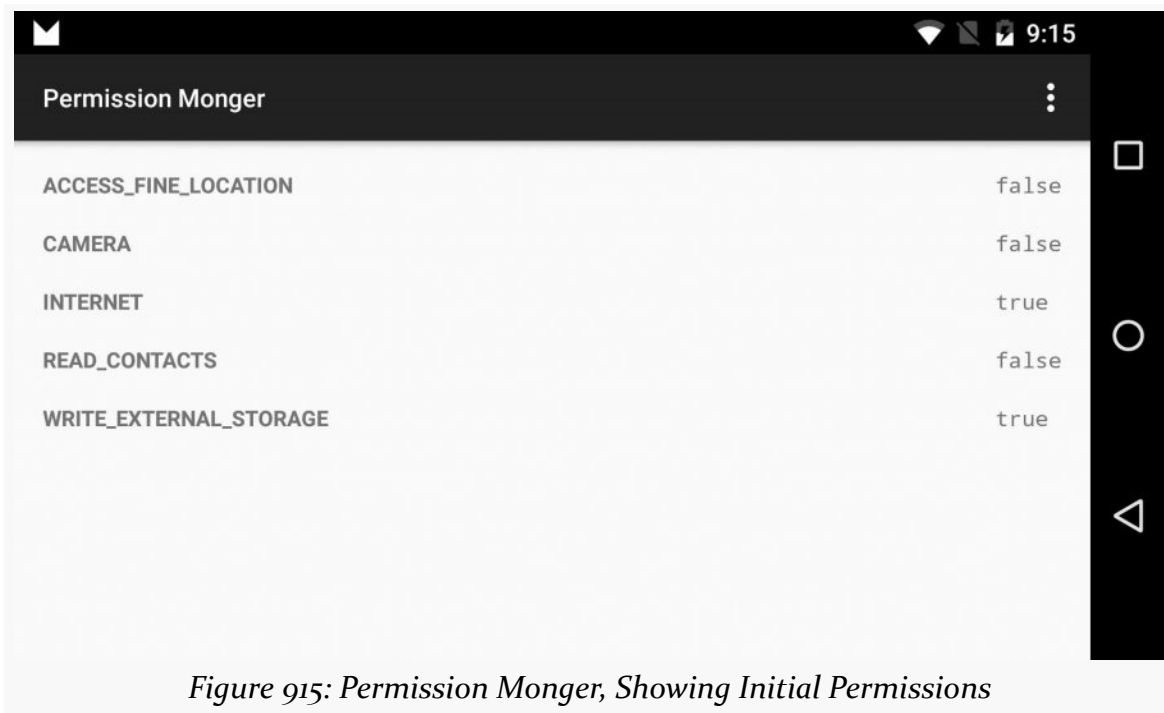 9:15
Permission Monger
ACCESS_FINE_LOCATION false
CAMERA false
INTERNET true
READ_CONTACTS false
WRITE_EXTERNAL_STORAGE true
Figure 915: Permission Monger, Showing Initial Permissions